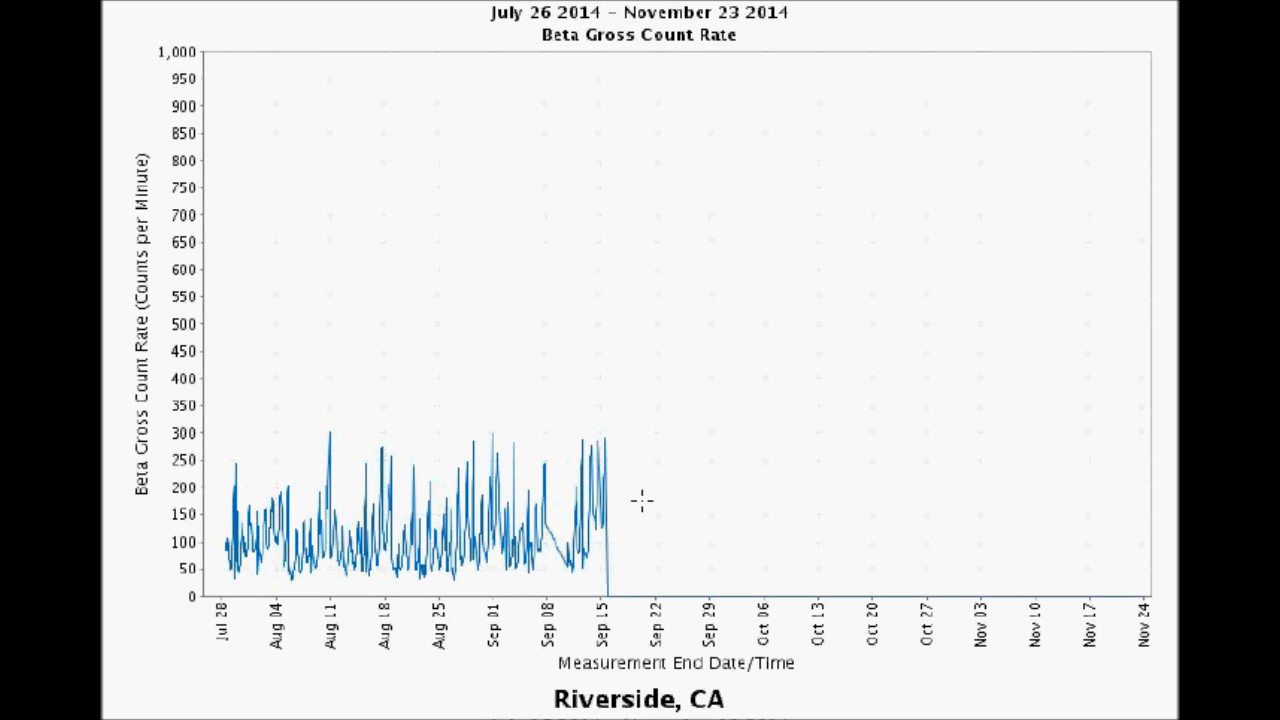 July 26 2014 – November 23 2014
Beta Gross Count Rate
1,000
950
900
850
800
750
700
650
600
550
500
450
400
350
300
250
200
150
100
50
0
Beta Gross Count Rate (Counts per Minute)
Jul 28
Aug 04
Aug 11
Aug 18
Aug 25
Sep 01
Sep 08
Sep 15
Sep 22
Sep 29
Oct 06
Oct 13
Oct 20
Oct 27
Nov 03
Nov 10
Nov 17
Nov 24
Measurement End Date/Time
Riverside, CA